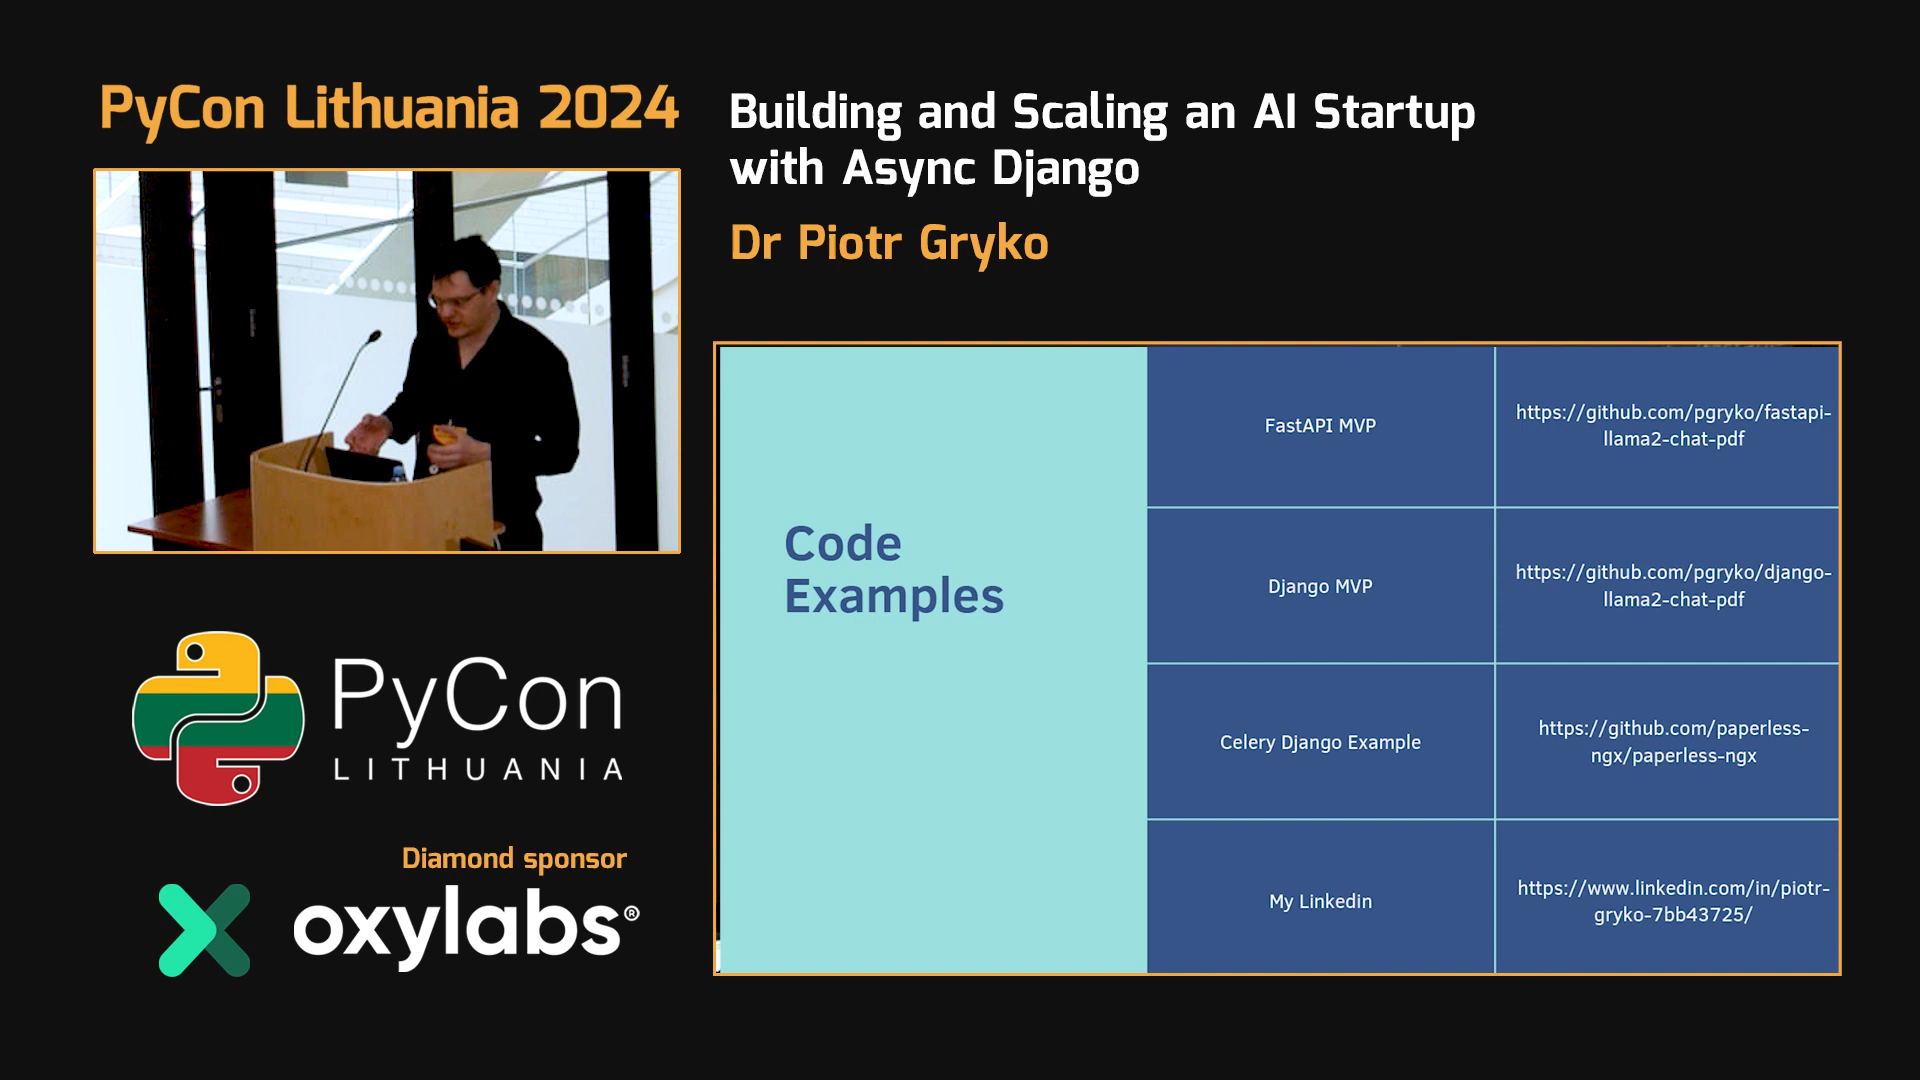 PyCon Lithuania 2024
Building and Scaling an AI Startup
with Async Django
Dr Piotr Gryko
Code
Examples
FastAPI MVP
https://github.com/pgryko/fastapi-
llama2-chat-pdf
Django MVP
https://github.com/pgryko/django-
llama2-chat-pdf
Celery Django Example
https://github.com/paperless-
ngx/paperless-ngx
My Linkedin
https://www.linkedin.com/in/piotr-
gryko-7bb43725/
PyCon
LITHUANIA
Diamond sponsor
oxylabs®